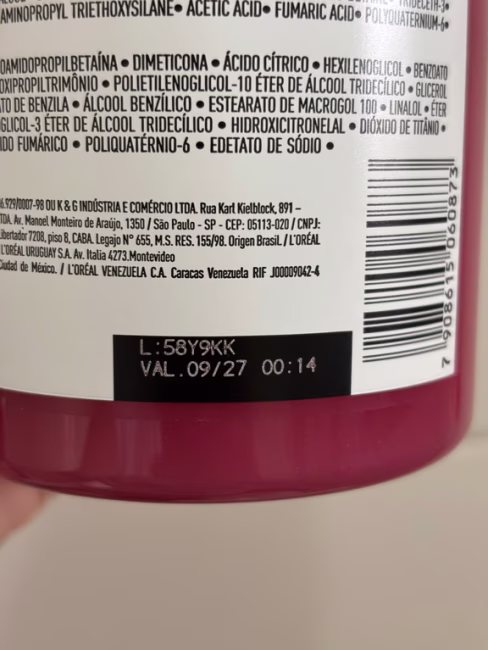 AMINOPROPYL TRIETHOXYSILANE• ACETIC ACID• FUMARIC ACID• POLYQUATERNIUM-6•
OAMIDOPROPILBETAÍNA • DIMETICONA • ÁCIDO CÍTRICO • HEXILENOGLICOL • BENZOATO
OXIPROPILTRIMÔNIO • POLIETILENOGLICOL-10 ÉTER DE ÁLCOOL TRIDECÍLICO • GLICEROL
TO DE BENZILA • ÁLCOOL BENZÍLICO • ESTEARATO DE MACROGOL 100 • LINALOL • ÉTER
GLICOL-3 ÉTER DE ÁLCOOL TRIDECÍLICO • HIDROXICITRONELAL • DIÓXIDO DE TITÂNIO •
IDO FUMÁRICO • POLIQUATÉRNIO-6 • EDETATO DE SÓDIO •
6.929/0007-98 OU K & G INDÚSTRIA E COMÉRCIO LTDA. Rua Karl Kielblock, 891 –
TDA. Av. Manoel Monteiro de Araújo, 1350 / São Paulo - SP - CEP: 05113-020 / CNPJ:
Libertador 7208, piso 8, CABA. Legajo N° 655, M.S. RES. 155/98. Origen Brasil. / L'ORÉAL
L'ORÉAL URUGUAY S.A. Av. Italia 4273.Montevideo
Ciudad de México. / L'ORÉAL VENEZUELA C.A. Caracas Venezuela RIF J00009042-4
L:58Y9KK
VAL.09/27 00:14
7 908615 060873